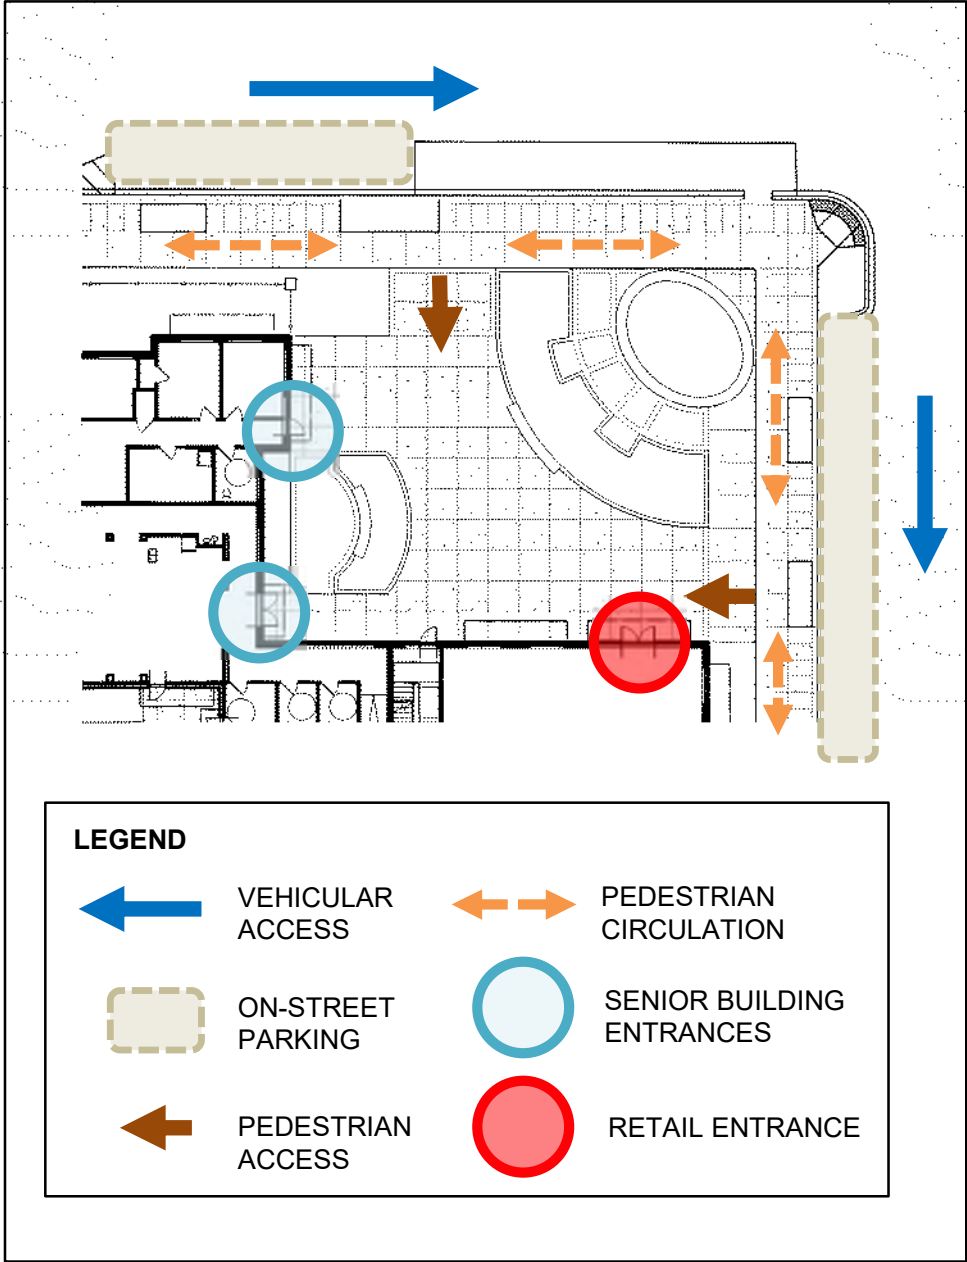 LEGEND
VEHICULAR
ACCESS
PEDESTRIAN
CIRCULATION
ON-STREET
PARKING
SENIOR BUILDING
ENTRANCES
PEDESTRIAN
ACCESS
RETAIL ENTRANCE